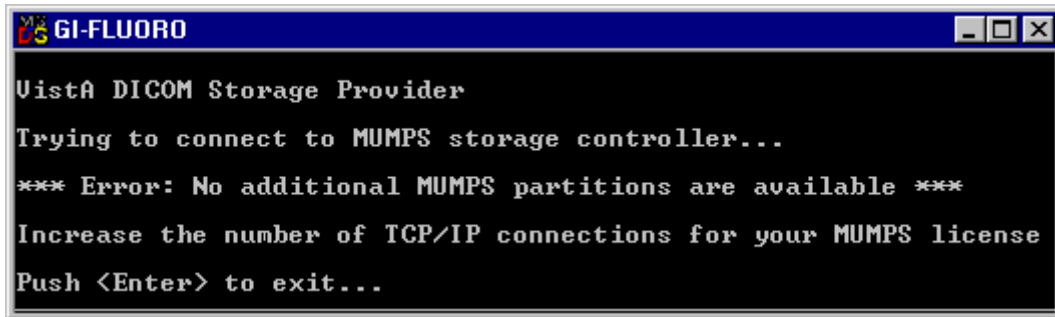 GI-FLUORO
VistA DICOM Storage Provider
Trying to connect to MUMPS storage controller...
*** Error: No additional MUMPS partitions are available ***
Increase the number of TCP/IP connections for your MUMPS license
Push <Enter> to exit...